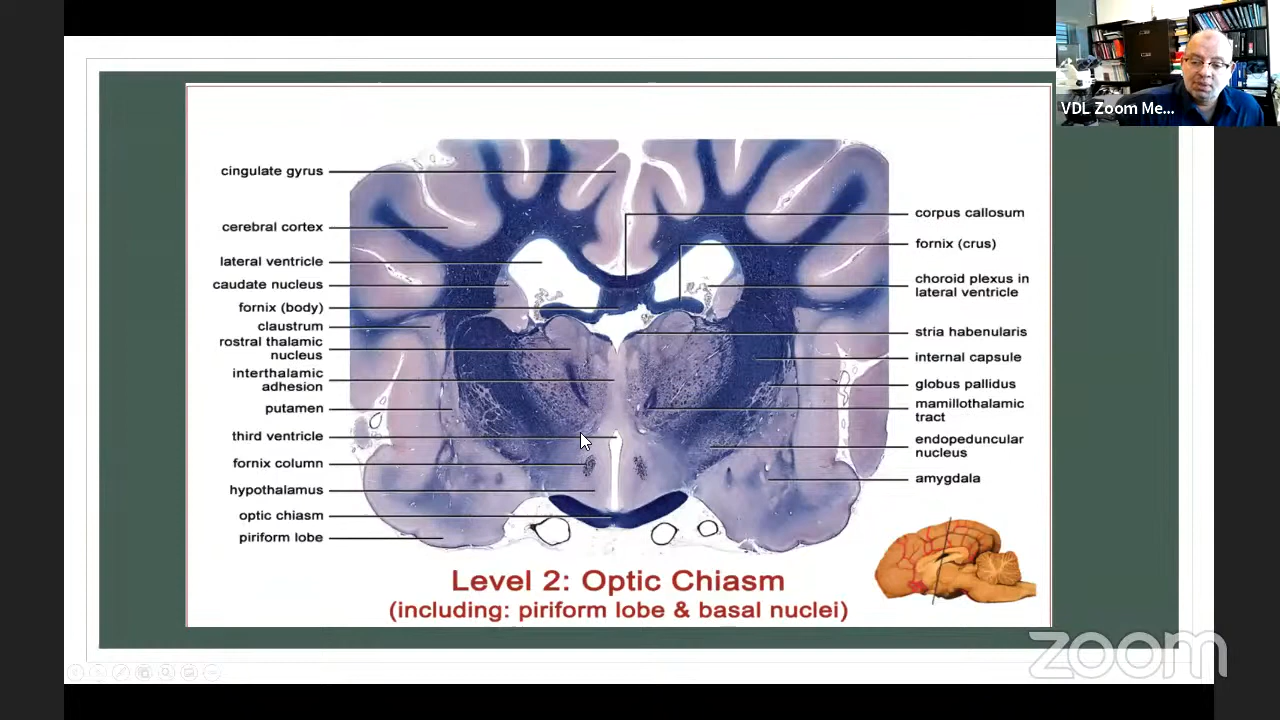 VDL Zoom Me...
cingulate gyrus
cerebral cortex
lateral ventricle
caudate nucleus
fornix (body)
claustrum
rostral thalamic
nucleus
interthalamic
adhesion
putamen
third ventricle
fornix column
hypothalamus
optic chiasm
piriform lobe
corpus callosum
fornix (crus)
choroid plexus in
lateral ventricle
stria habenularis
internal capsule
globus pallidus
mamillothalamic
tract
endopeduncular
nucleus
amygdala
Level 2: Optic Chiasm
(including: piriform lobe & basal nuclei)
zoom